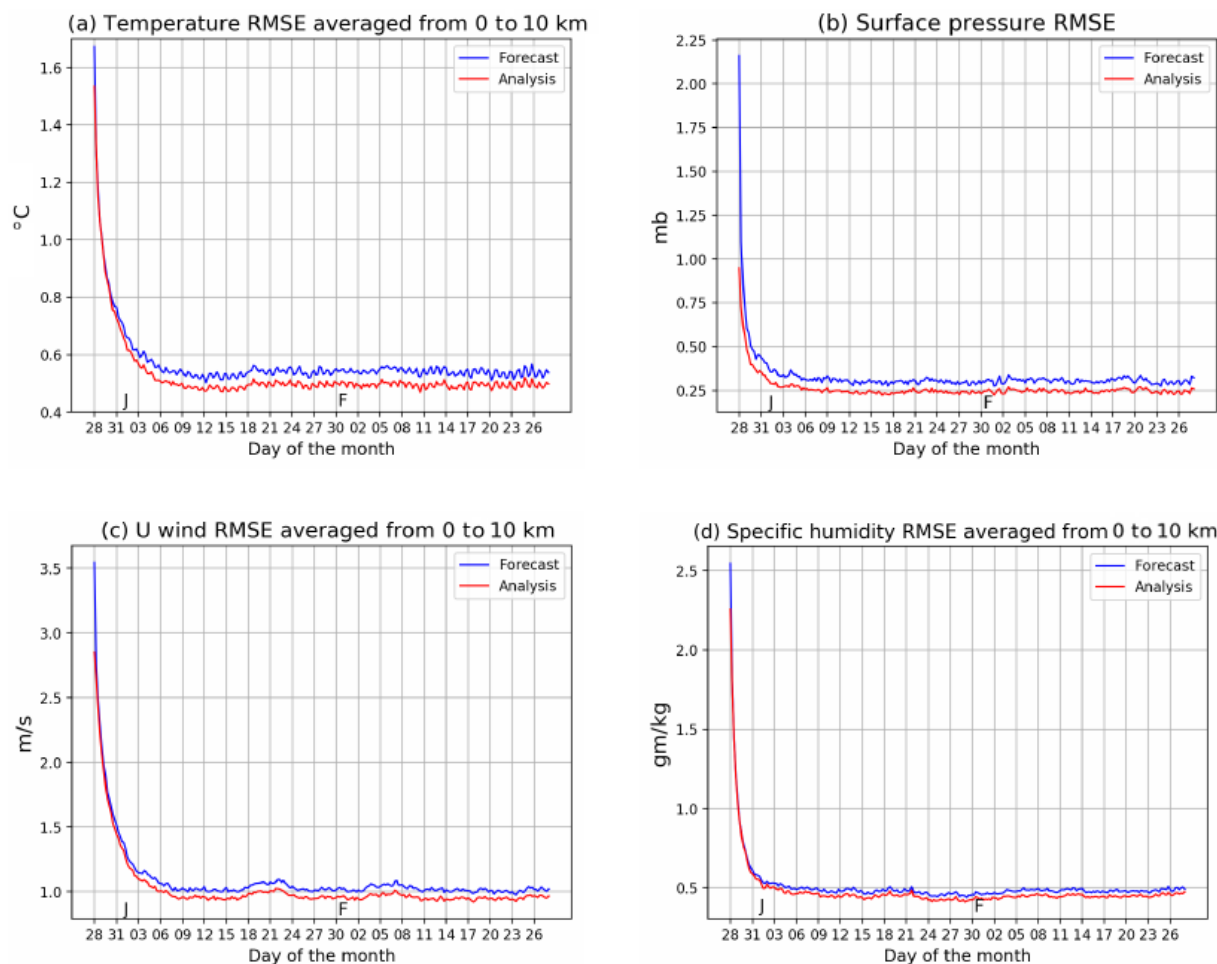 (a) Temperature RMSE averaged from 0 to 10 km
Forecast
Analysis
1.6
1.4
1.2
1.0
0.8
0.6
0.4
°C
J
F
28 31 03 06 09 12 15 18 21 24 27 30 02 05 08 11 14 17 20 23 26
Day of the month
(b) Surface pressure RMSE
Forecast
Analysis
2.25
2.00
1.75
1.50
1.25
1.00
0.75
0.50
0.25
mb
J
F
28 31 03 06 09 12 15 18 21 24 27 30 02 05 08 11 14 17 20 23 26
Day of the month
(c) U wind RMSE averaged from 0 to 10 km
Forecast
Analysis
3.5
3.0
2.5
2.0
1.5
1.0
m/s
J
F
28 31 03 06 09 12 15 18 21 24 27 30 02 05 08 11 14 17 20 23 26
Day of the month
(d) Specific humidity RMSE averaged from 0 to 10 km
Forecast
Analysis
2.5
2.0
1.5
1.0
0.5
gm/kg
J
F
28 31 03 06 09 12 15 18 21 24 27 30 02 05 08 11 14 17 20 23 26
Day of the month